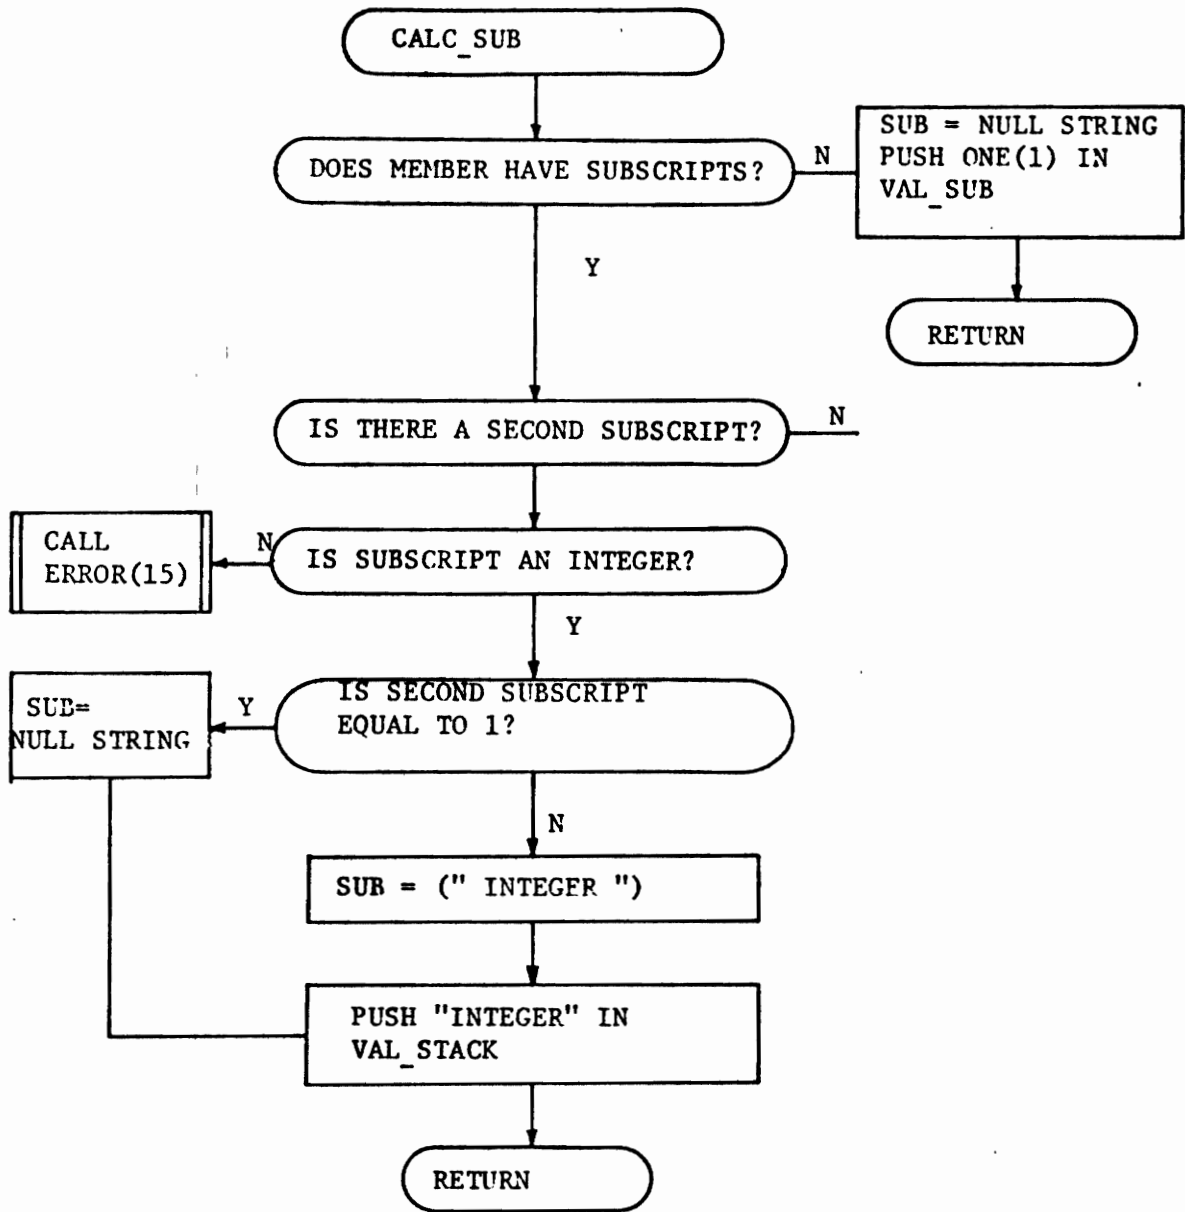 CALC_SUB
DOES MEMBER HAVE SUBSCRIPTS?
N
SUB = NULL STRING
PUSH ONE(1) IN
VAL_SUB
Y
RETURN
IS THERE A SECOND SUBSCRIPT?
N
CALL
ERROR(15)
N
IS SUBSCRIPT AN INTEGER?
Y
SUB=
NULL STRING
Y
IS SECOND SUBSCRIPT
EQUAL TO 1?
N
SUB = (" INTEGER ")
PUSH "INTEGER" IN
VAL_STACK
RETURN